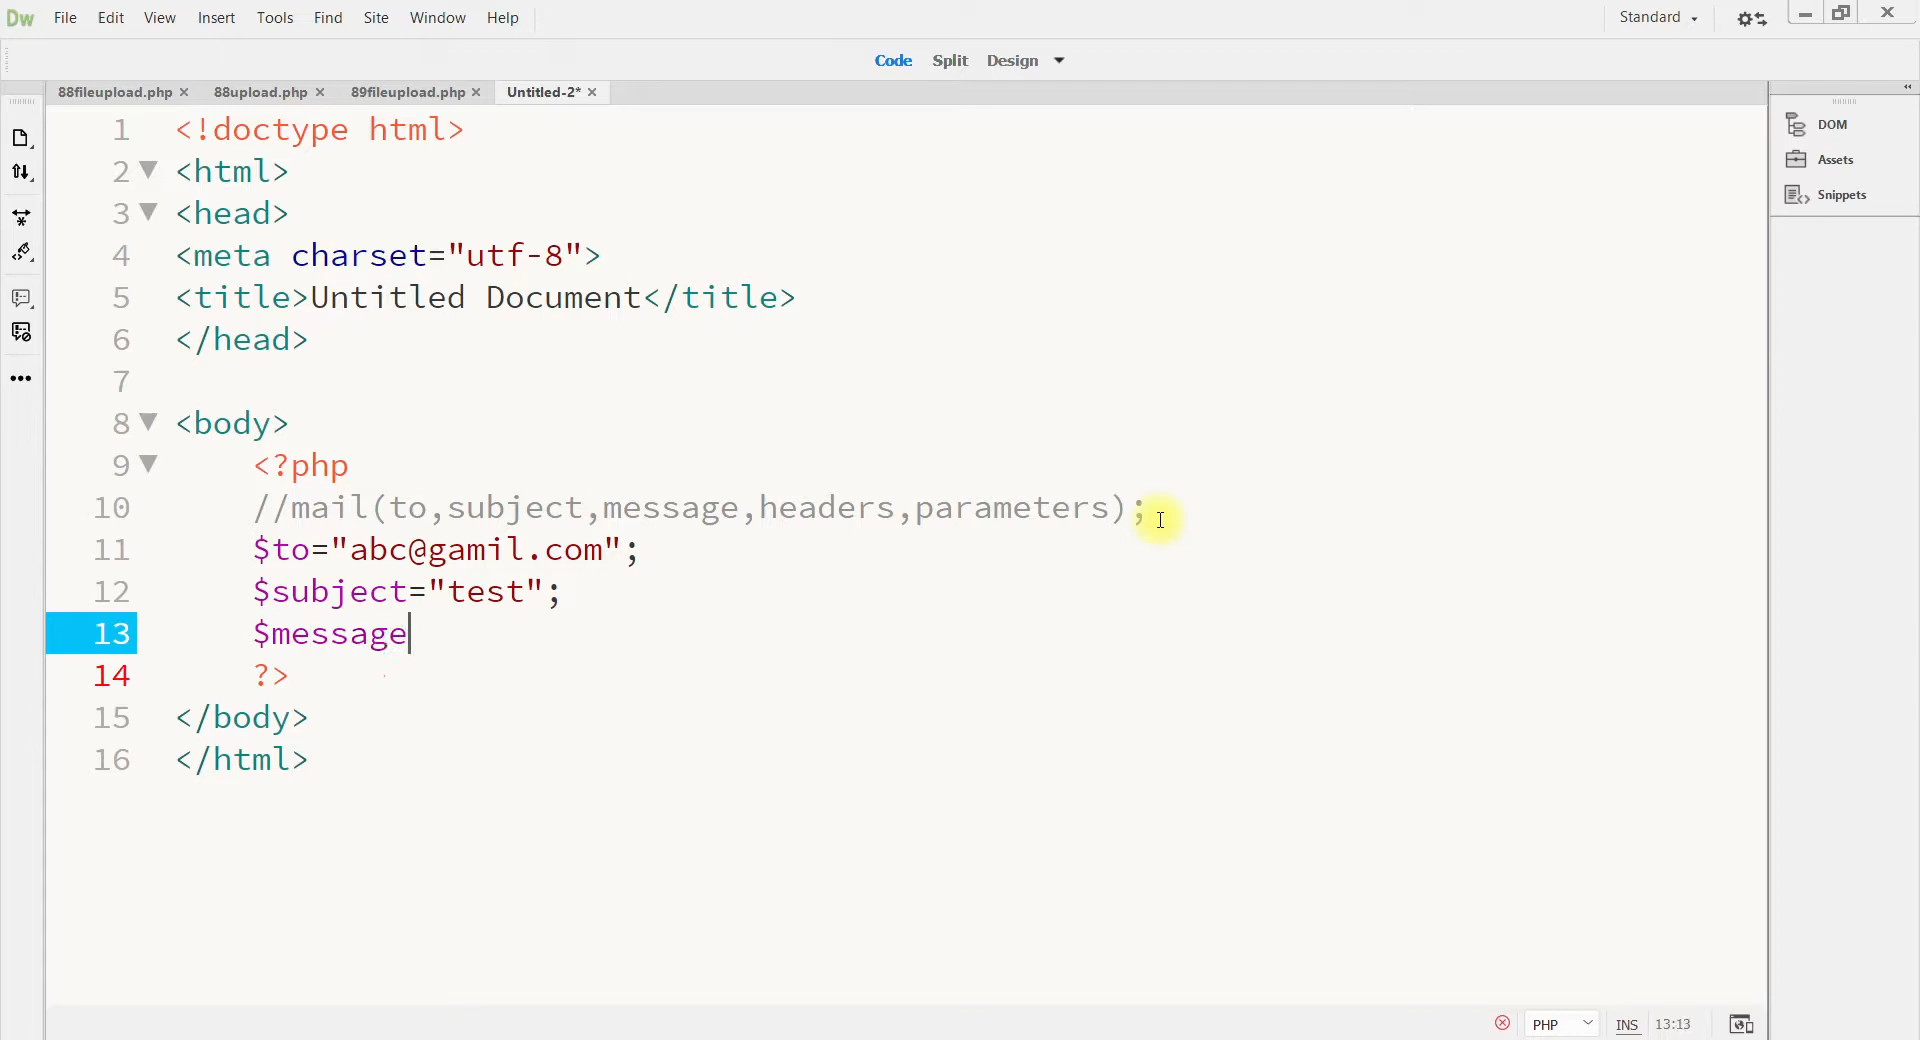 Dw File Edit View Insert Tools Find Site Window Help Standard
Code Split Design
88fileupload.php 88upload.php 89fileupload.php Untitled-2*
DOM
Assets
Snippets
1 <!doctype html>
2 <html>
3 <head>
4 <meta charset="utf-8">
5 <title>Untitled Document</title>
6 </head>
7
8 <body>
9 <?php
10 //mail(to,subject,message,headers,parameters);
11 $to="abc@gamil.com";
12 $subject="test";
13 $message
14 ?>
15 </body>
16 </html>
PHP INS 13:13